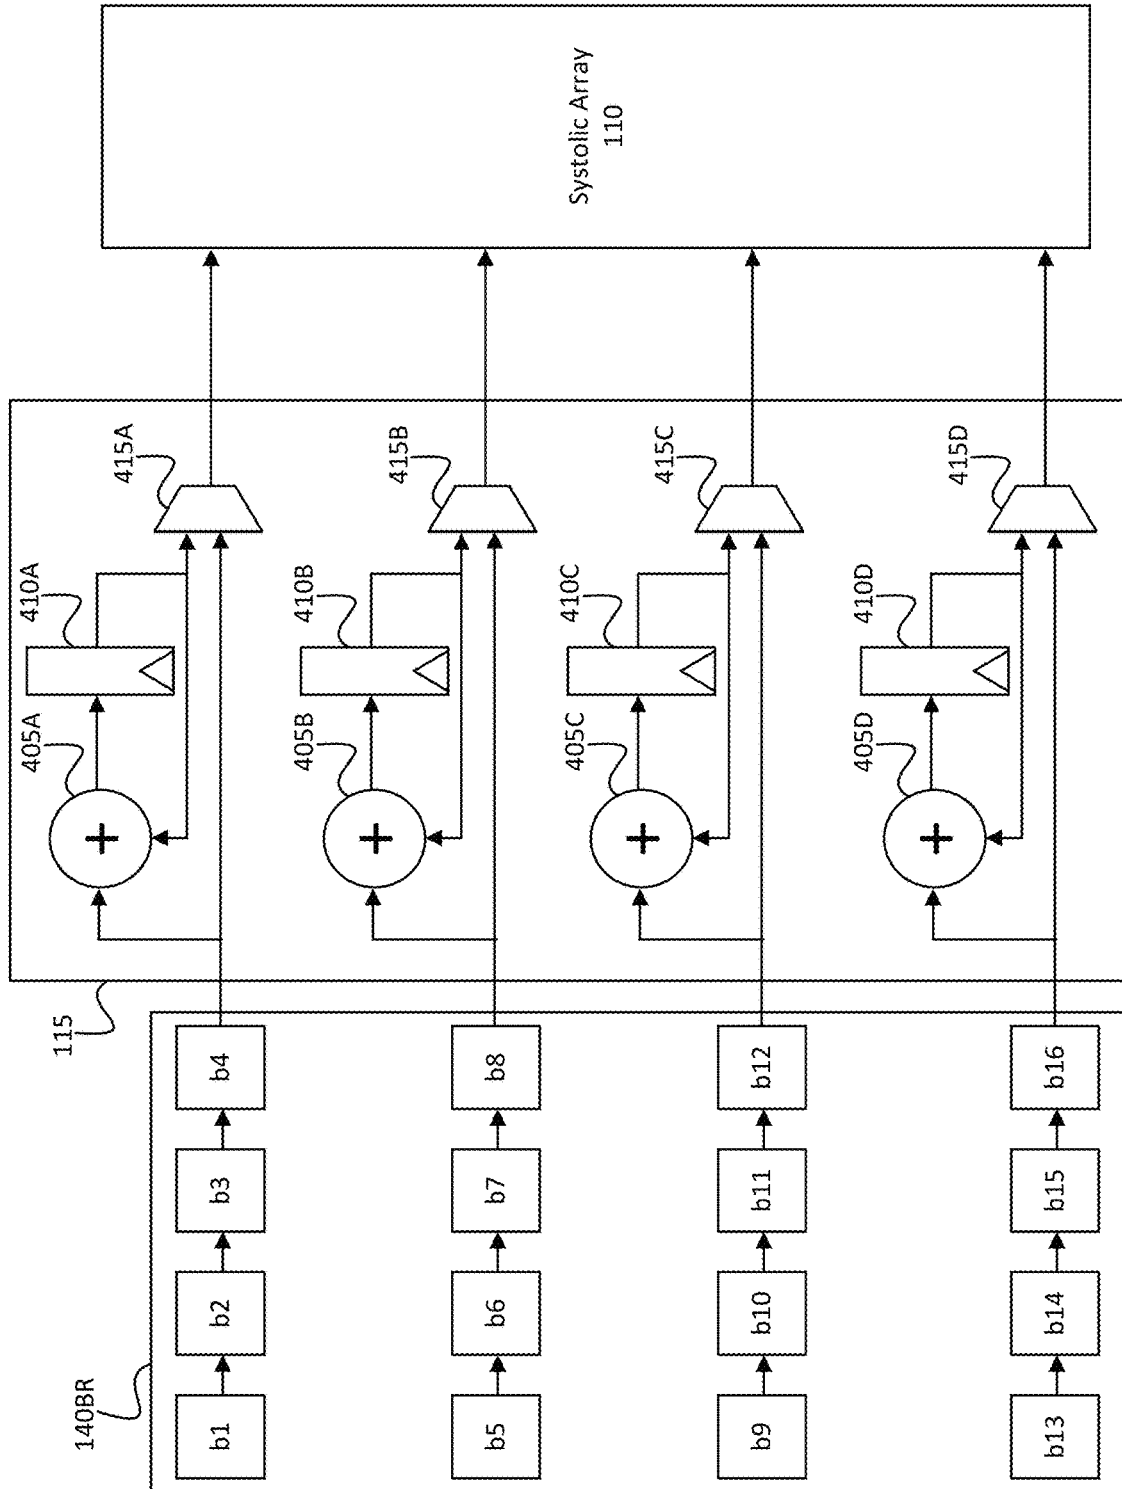 140BR
b1
b2
b3
b4
b5
b6
b7
b8
b9
b10
b11
b12
b13
b14
b15
b16
115
405A
410A
415A
+
405B
410B
415B
+
405C
410C
415C
+
405D
410D
415D
+
Systolic Array
110